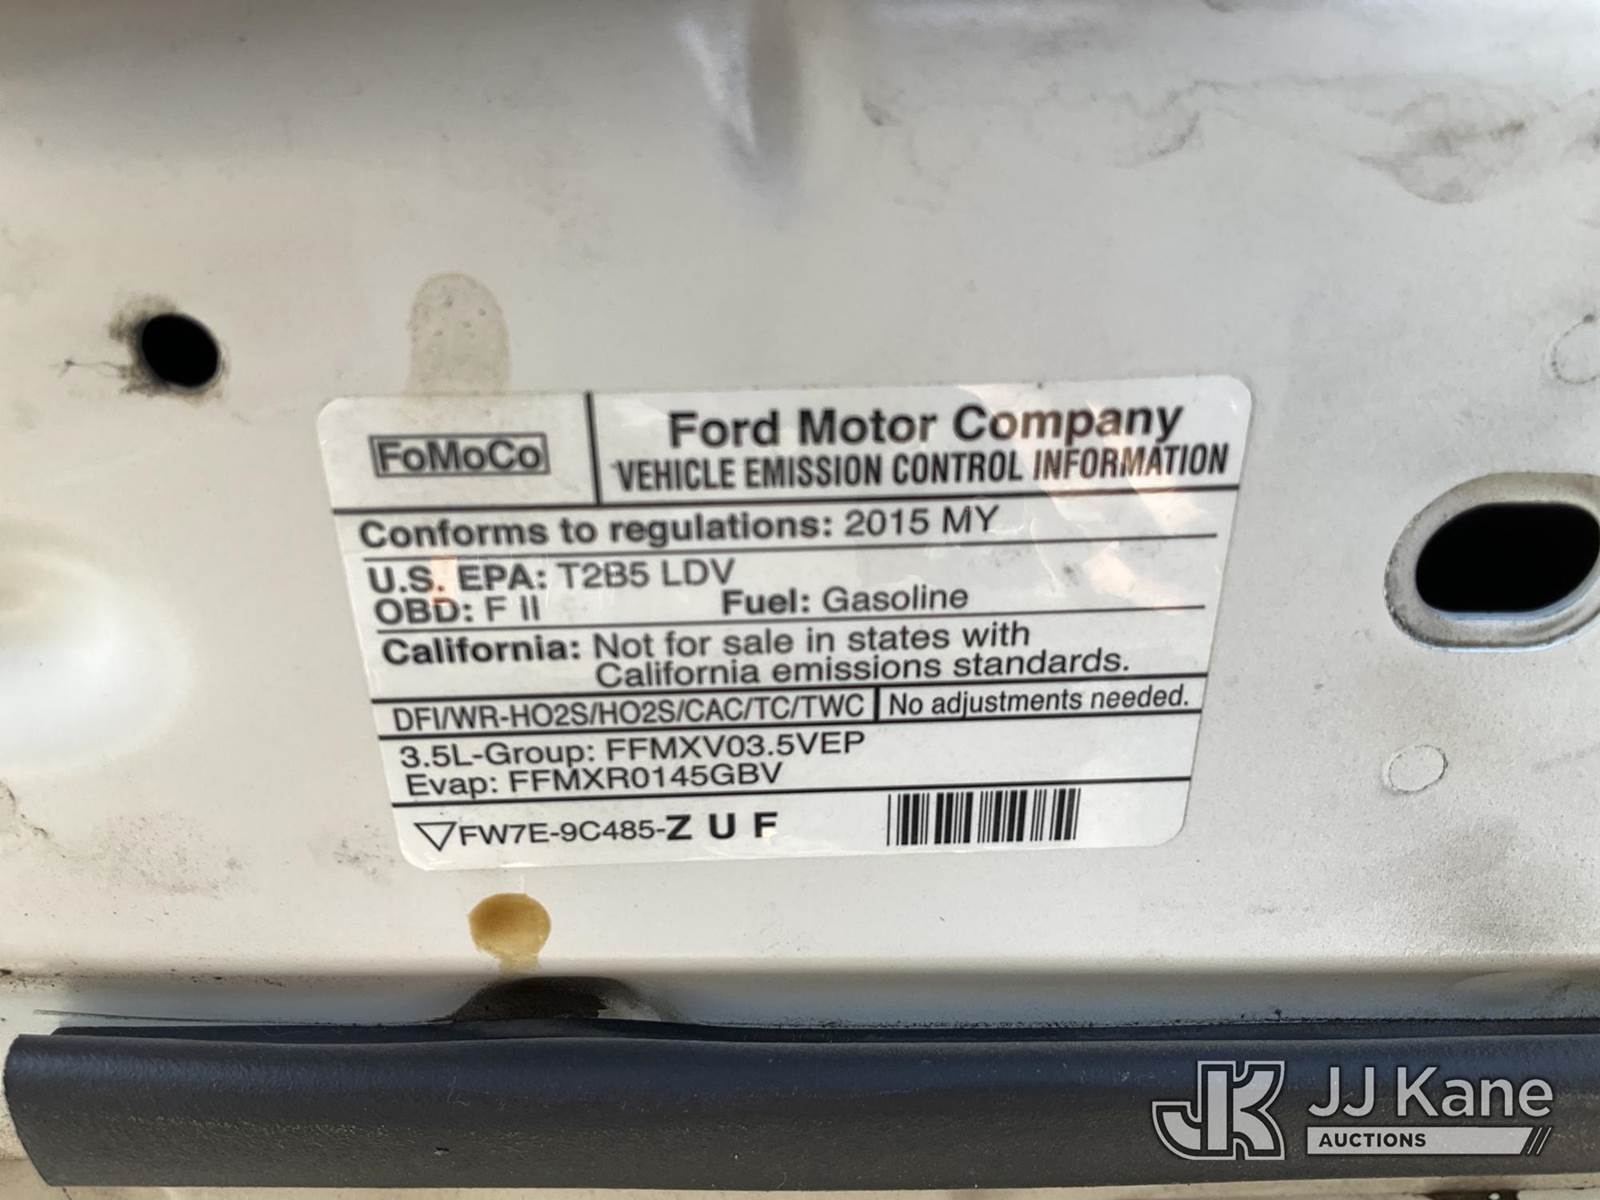 FoMoCo
Ford Motor Company
VEHICLE EMISSION CONTROL INFORMATION
Conforms to regulations: 2015 MY
U.S. EPA: T2B5 LDV
OBD: F II Fuel: Gasoline
California: Not for sale in states with
California emissions standards.
DFI/WR-HO2S/HO2S/CAC/TC/TWC No adjustments needed.
3.5L-Group: FFMXV03.5VEP
Evap: FFMXR0145GBV
FW7E-9C485-Z U F
JK JJ Kane
AUCTIONS